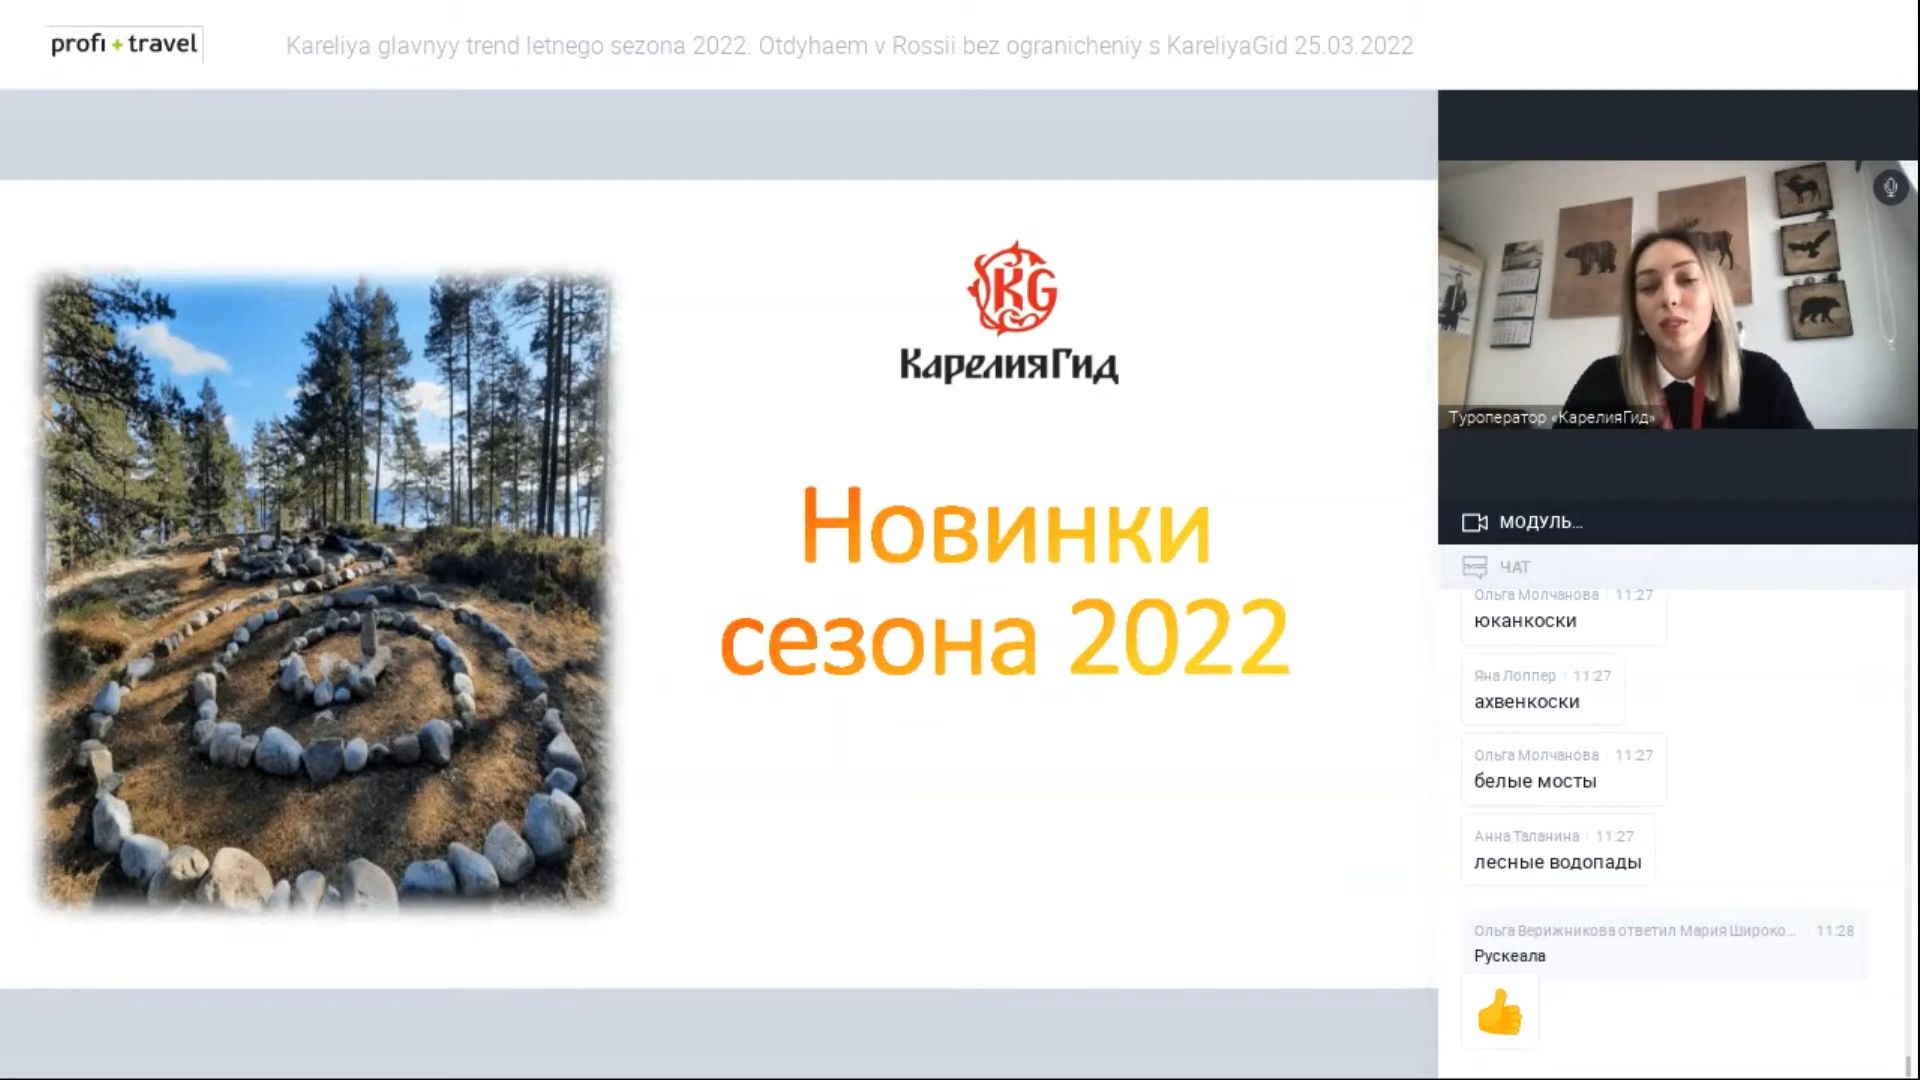 profi + travel
Kareliya glavnyy trend letnego sezona 2022. Otdyhaem v Rossii bez ogranicheniy s KareliyaGid 25.03.2022
KG
КарелияГид
Новинки
сезона 2022
Туроператор «КарелияГид»
МОДУЛЬ...
ЧАТ
Ольга Молчанова 11:27
юканкоски
Яна Лоппер 11:27
ахвенкоски
Ольга Молчанова 11:27
белые мосты
Анна Таланина 11:27
лесные водопады
Ольга Верижникова ответил Мария Широко... 11:28
Рускеала